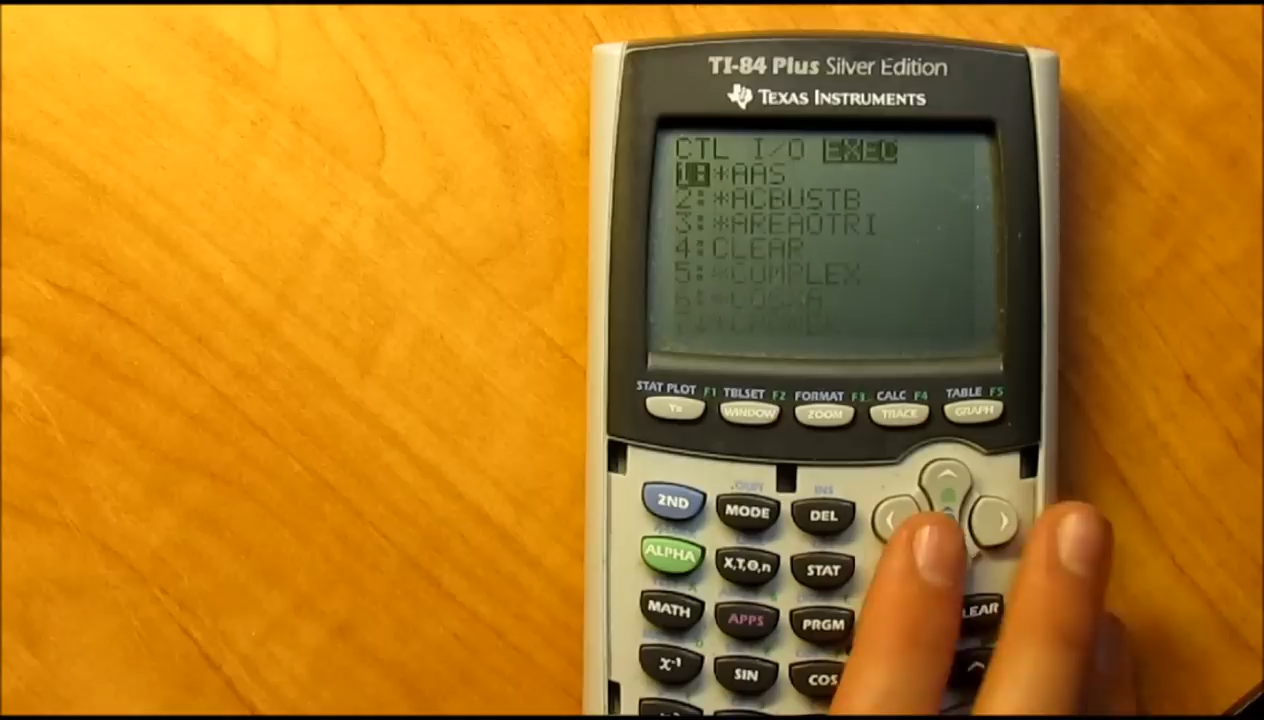 TI-84 Plus Silver Edition
TEXAS INSTRUMENTS
CTL I/O EXEC
1:*AAS
2:*ACBUSTB
3:*AREAOTRI
4:CLEAR
5:*COMPLEX
STAT PLOT F1 TBLSET F2 FORMAT F3 CALC F4 TABLE F5
Y= WINDOW ZOOM TRACE GRAPH
QUIT INS
2ND MODE DEL
ALPHA X,T,Θ,n STAT
MATH APPS PRGM LEAR
x-1 SIN COS